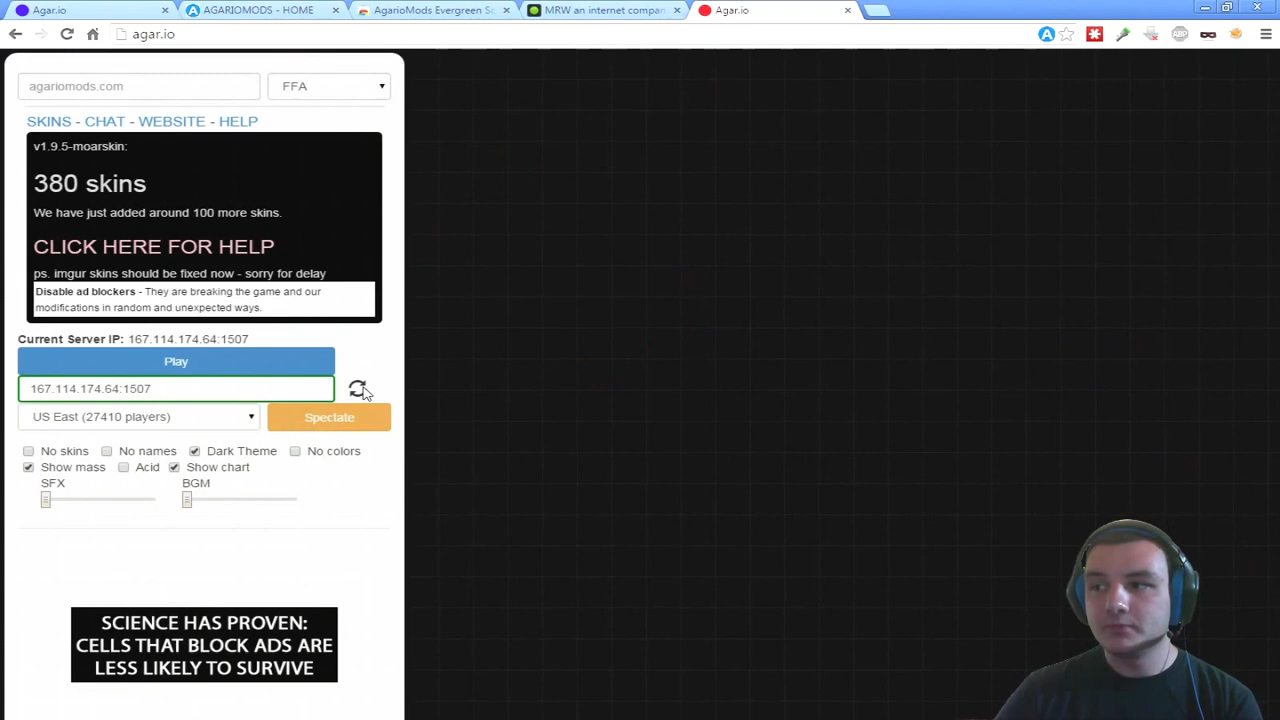 Agar.io
AGARIOMODS - HOME
AgarioMods Evergreen Sc
MRW an internet compan
Agar.io
agar.io
agariomods.com
FFA
SKINS - CHAT - WEBSITE - HELP
v1.9.5-moarskin:
380 skins
We have just added around 100 more skins.
CLICK HERE FOR HELP
ps. imgur skins should be fixed now - sorry for delay
Disable ad blockers - They are breaking the game and our
modifications in random and unexpected ways.
Current Server IP: 167.114.174.64:1507
Play
167.114.174.64:1507
US East (27410 players)
Spectate
No skins No names Dark Theme No colors
Show mass Acid Show chart
SFX BGM
SCIENCE HAS PROVEN:
CELLS THAT BLOCK ADS ARE
LESS LIKELY TO SURVIVE